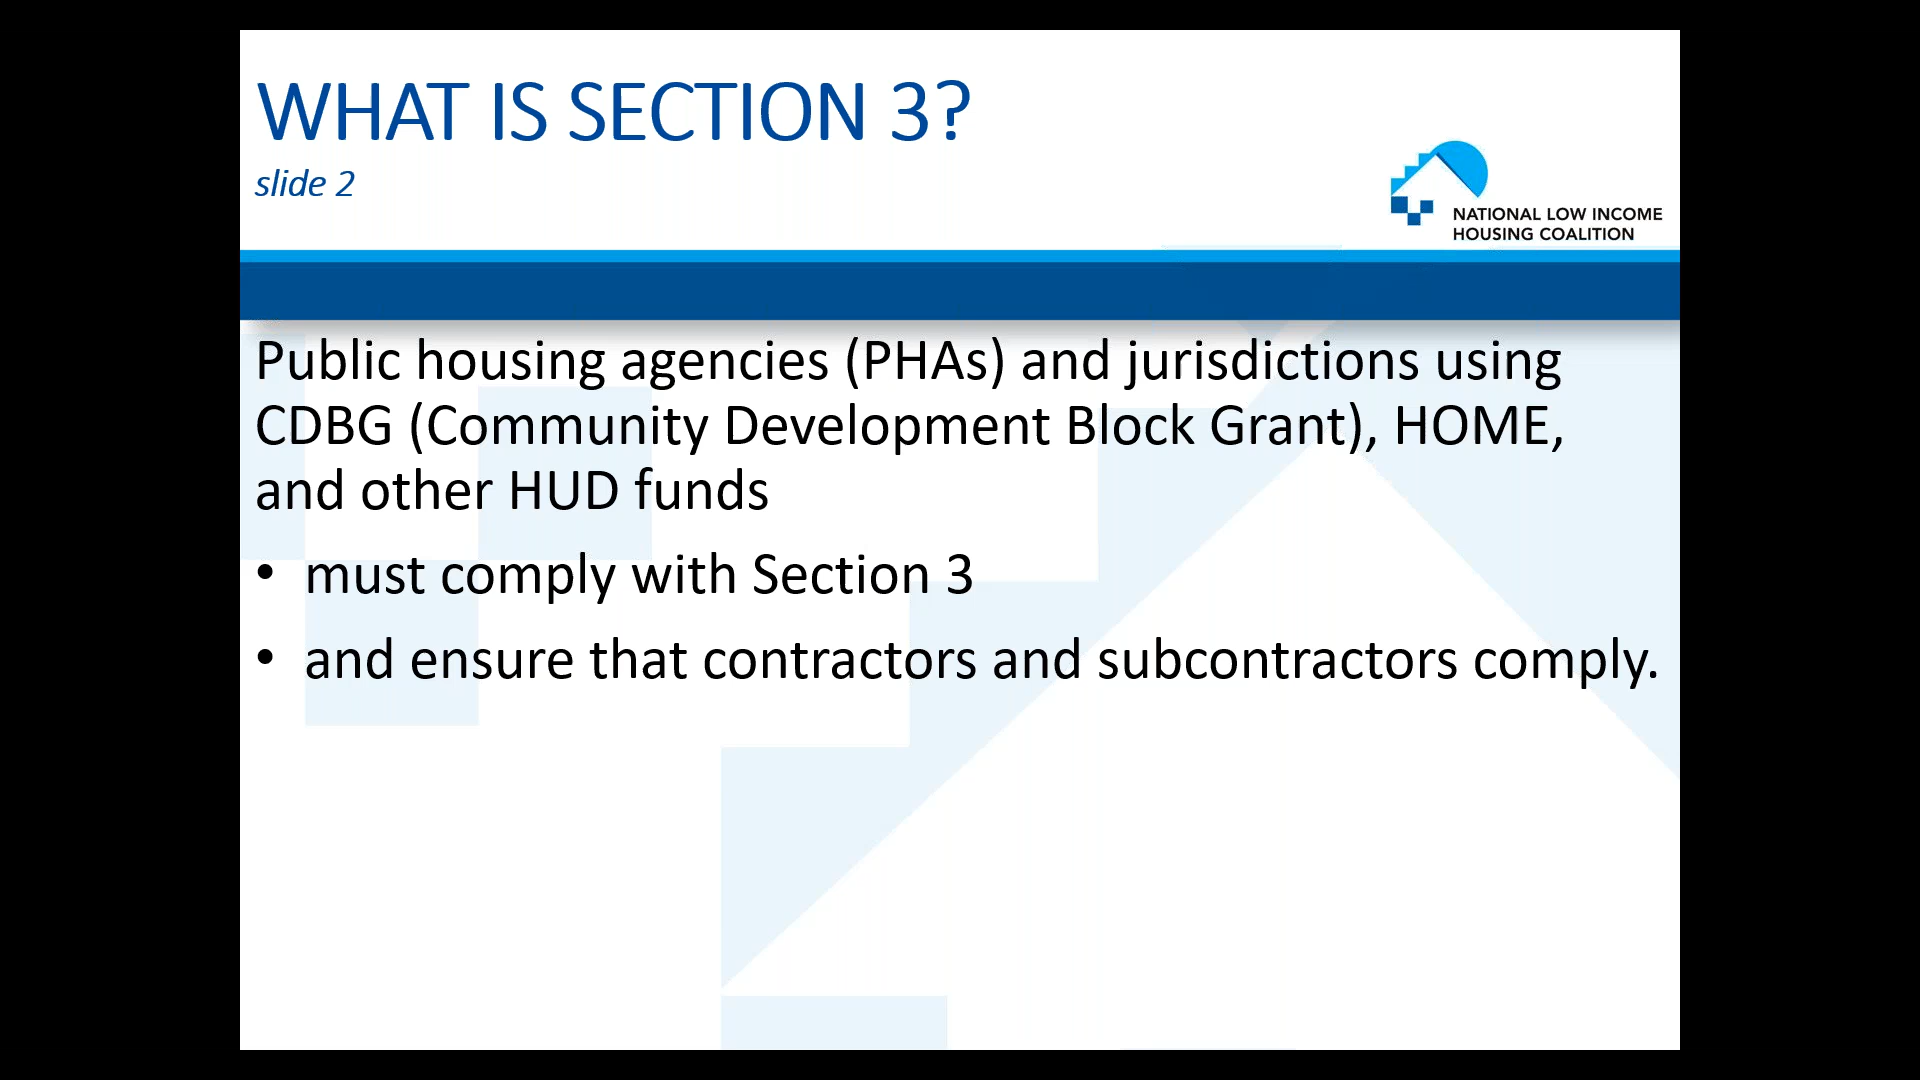 WHAT IS SECTION 3?
slide 2
NATIONAL LOW INCOME
HOUSING COALITION
Public housing agencies (PHAs) and jurisdictions using
CDBG (Community Development Block Grant), HOME,
and other HUD funds
• must comply with Section 3
• and ensure that contractors and subcontractors comply.